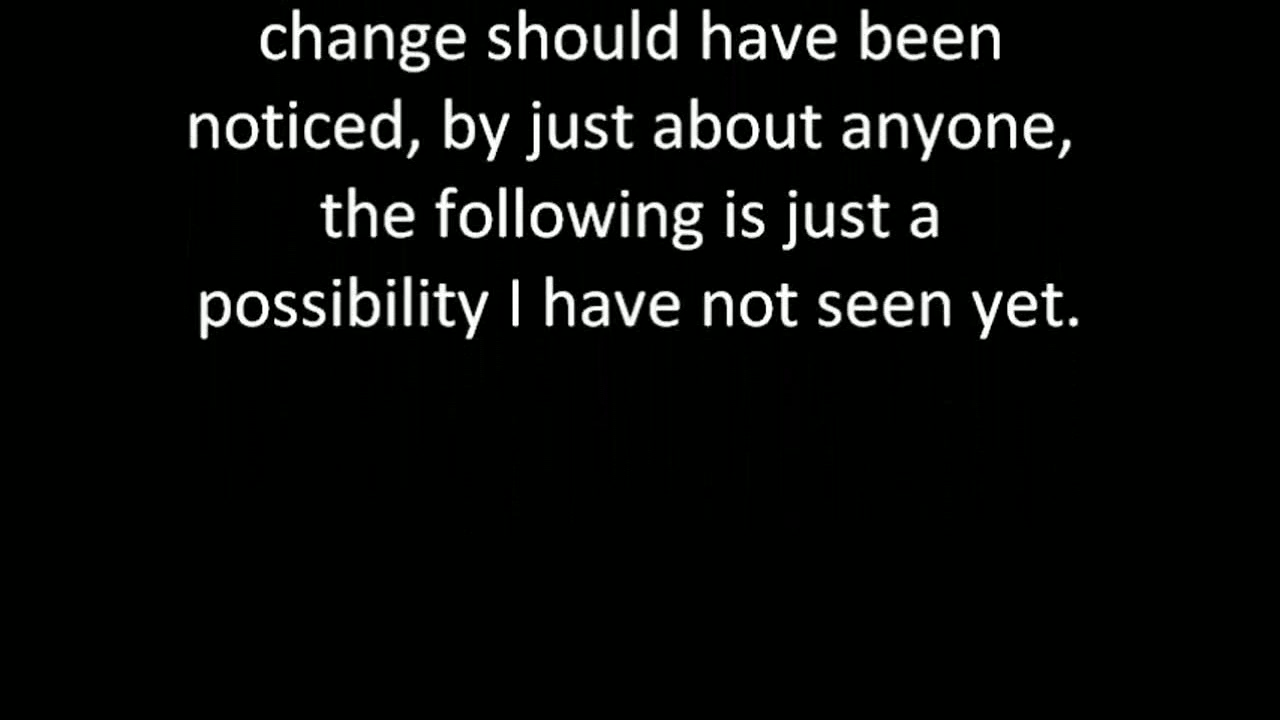 change should have been
noticed, by just about anyone,
the following is just a
possibility I have not seen yet.